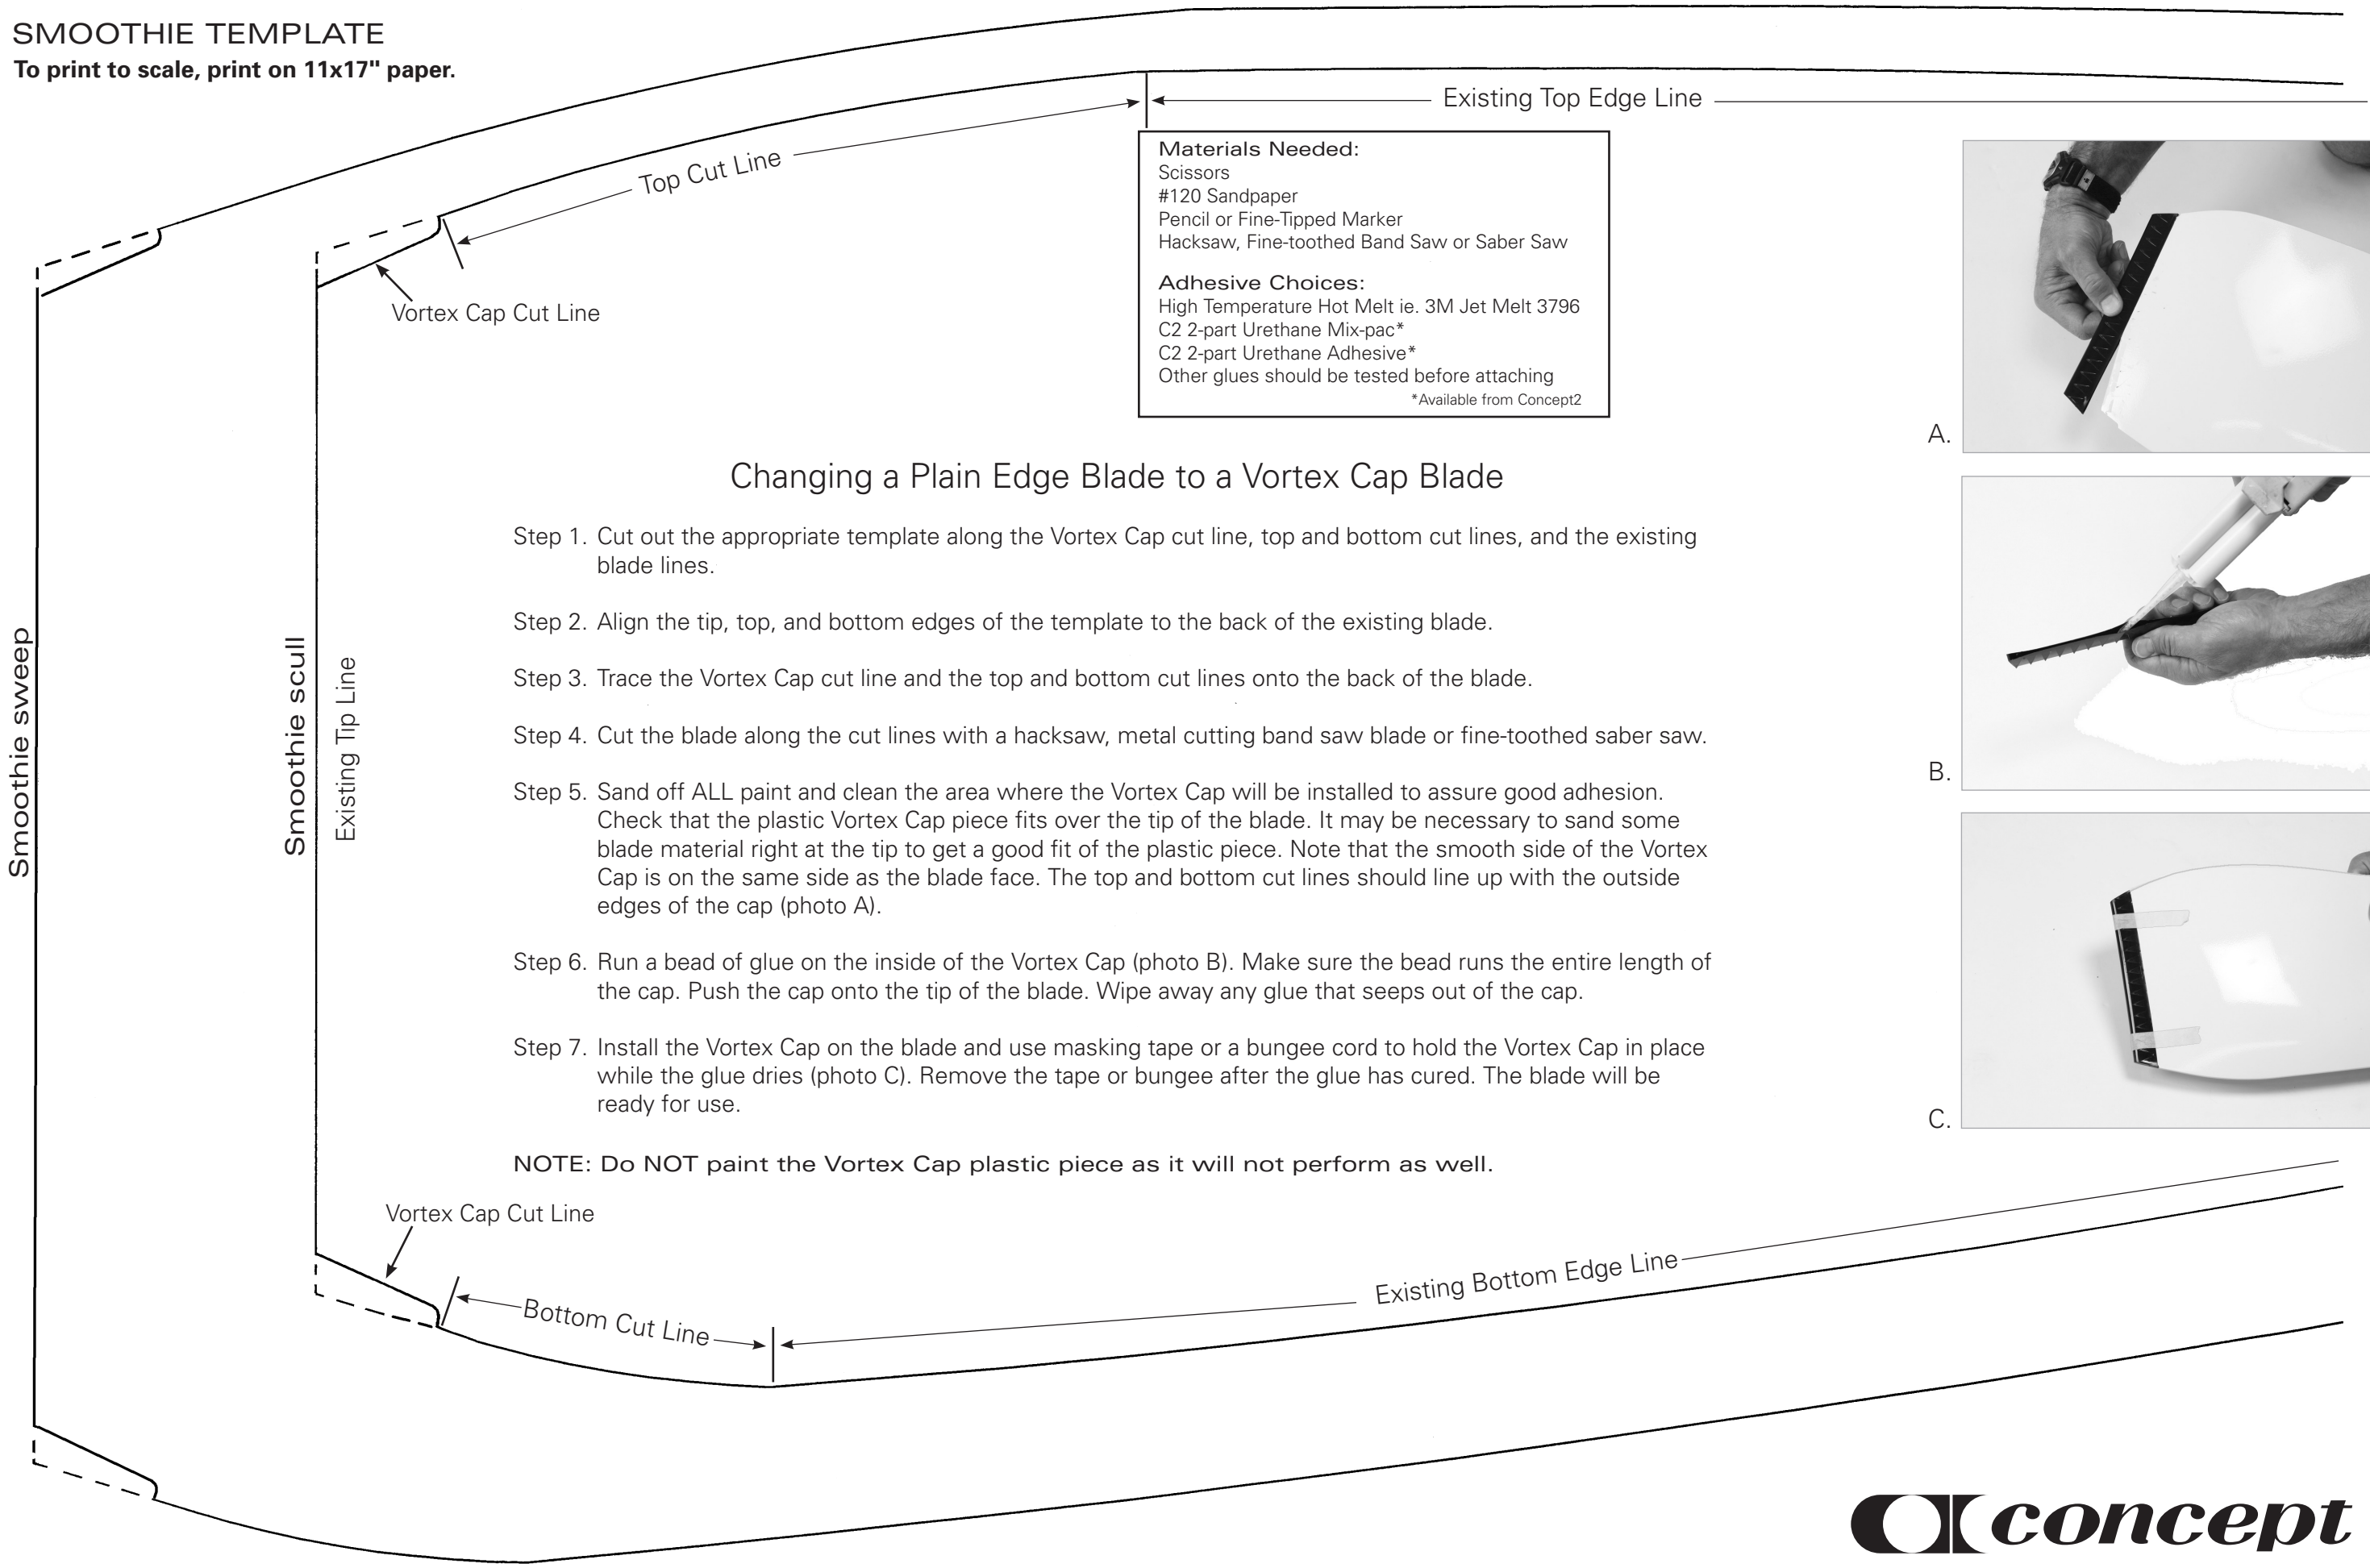 SMOOTHIE TEMPLATE
To print to scale, print on 11x17" paper.
Existing Top Edge Line
Top Cut Line
Vortex Cap Cut Line
Materials Needed:
Scissors
#120 Sandpaper
Pencil or Fine-Tipped Marker
Hacksaw, Fine-toothed Band Saw or Saber Saw
Adhesive Choices:
High Temperature Hot Melt ie. 3M Jet Melt 3796
C2 2-part Urethane Mix-pac*
C2 2-part Urethane Adhesive*
Other glues should be tested before attaching
*Available from Concept2
A.
B.
C.
Smoothie sweep
Smoothie scull
Existing Tip Line
Changing a Plain Edge Blade to a Vortex Cap Blade
Step 1. Cut out the appropriate template along the Vortex Cap cut line, top and bottom cut lines, and the existing
blade lines.
Step 2. Align the tip, top, and bottom edges of the template to the back of the existing blade.
Step 3. Trace the Vortex Cap cut line and the top and bottom cut lines onto the back of the blade.
Step 4. Cut the blade along the cut lines with a hacksaw, metal cutting band saw blade or fine-toothed saber saw.
Step 5. Sand off ALL paint and clean the area where the Vortex Cap will be installed to assure good adhesion.
Check that the plastic Vortex Cap piece fits over the tip of the blade. It may be necessary to sand some
blade material right at the tip to get a good fit of the plastic piece. Note that the smooth side of the Vortex
Cap is on the same side as the blade face. The top and bottom cut lines should line up with the outside
edges of the cap (photo A).
Step 6. Run a bead of glue on the inside of the Vortex Cap (photo B). Make sure the bead runs the entire length of
the cap. Push the cap onto the tip of the blade. Wipe away any glue that seeps out of the cap.
Step 7. Install the Vortex Cap on the blade and use masking tape or a bungee cord to hold the Vortex Cap in place
while the glue dries (photo C). Remove the tape or bungee after the glue has cured. The blade will be
ready for use.
NOTE: Do NOT paint the Vortex Cap plastic piece as it will not perform as well.
Vortex Cap Cut Line
Bottom Cut Line
Existing Bottom Edge Line
concept